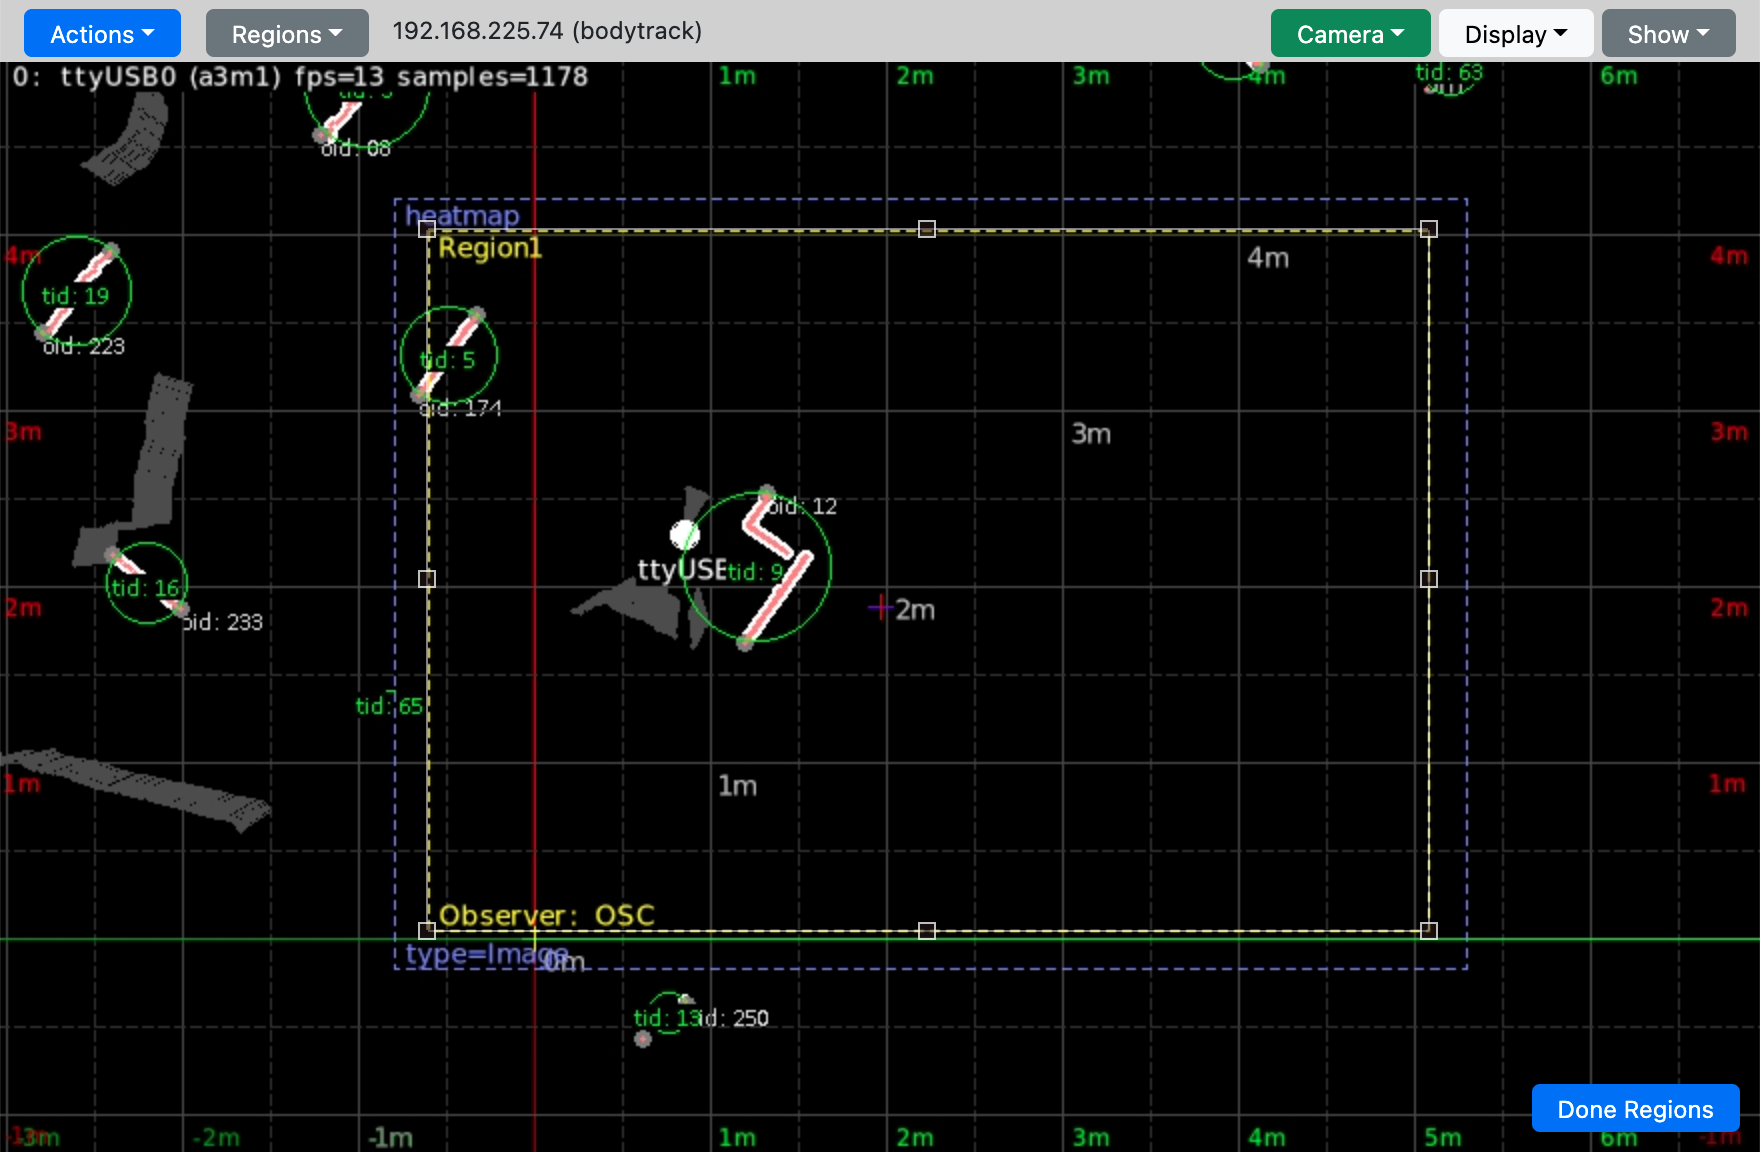 Actions
Regions
192.168.225.74 (bodytrack)
Camera
Display
Show
0: ttyUSB0 (a3m1) fps=13 samples=1178
1m
2m
3m
4m
6m
tid: 63
oid: 08
heatmap
Region1
4m
4m
4m
tid: 19
oid: 223
tid: 5
oid: 174
3m
3m
3m
oid: 12
ttyUSB
tid: 9
tid: 16
oid: 233
2m
2m
2m
tid: 65
1m
1m
1m
Observer: OSC
type=Image
0m
tid: 13
id: 250
Done Regions
-3m
-2m
-1m
1m
2m
3m
4m
5m
6m
-1m